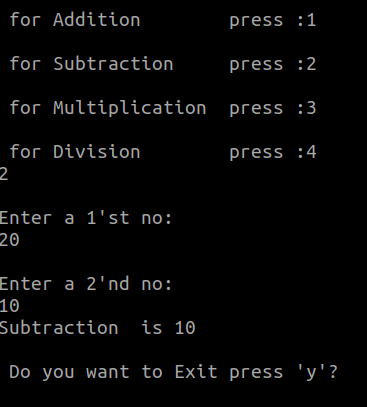 for Addition press :1
for Subtraction press :2
for Multiplication press :3
for Division press :4
2
Enter a 1'st no:
20
Enter a 2'nd no:
10
Subtraction is 10
Do you want to Exit press 'y'?